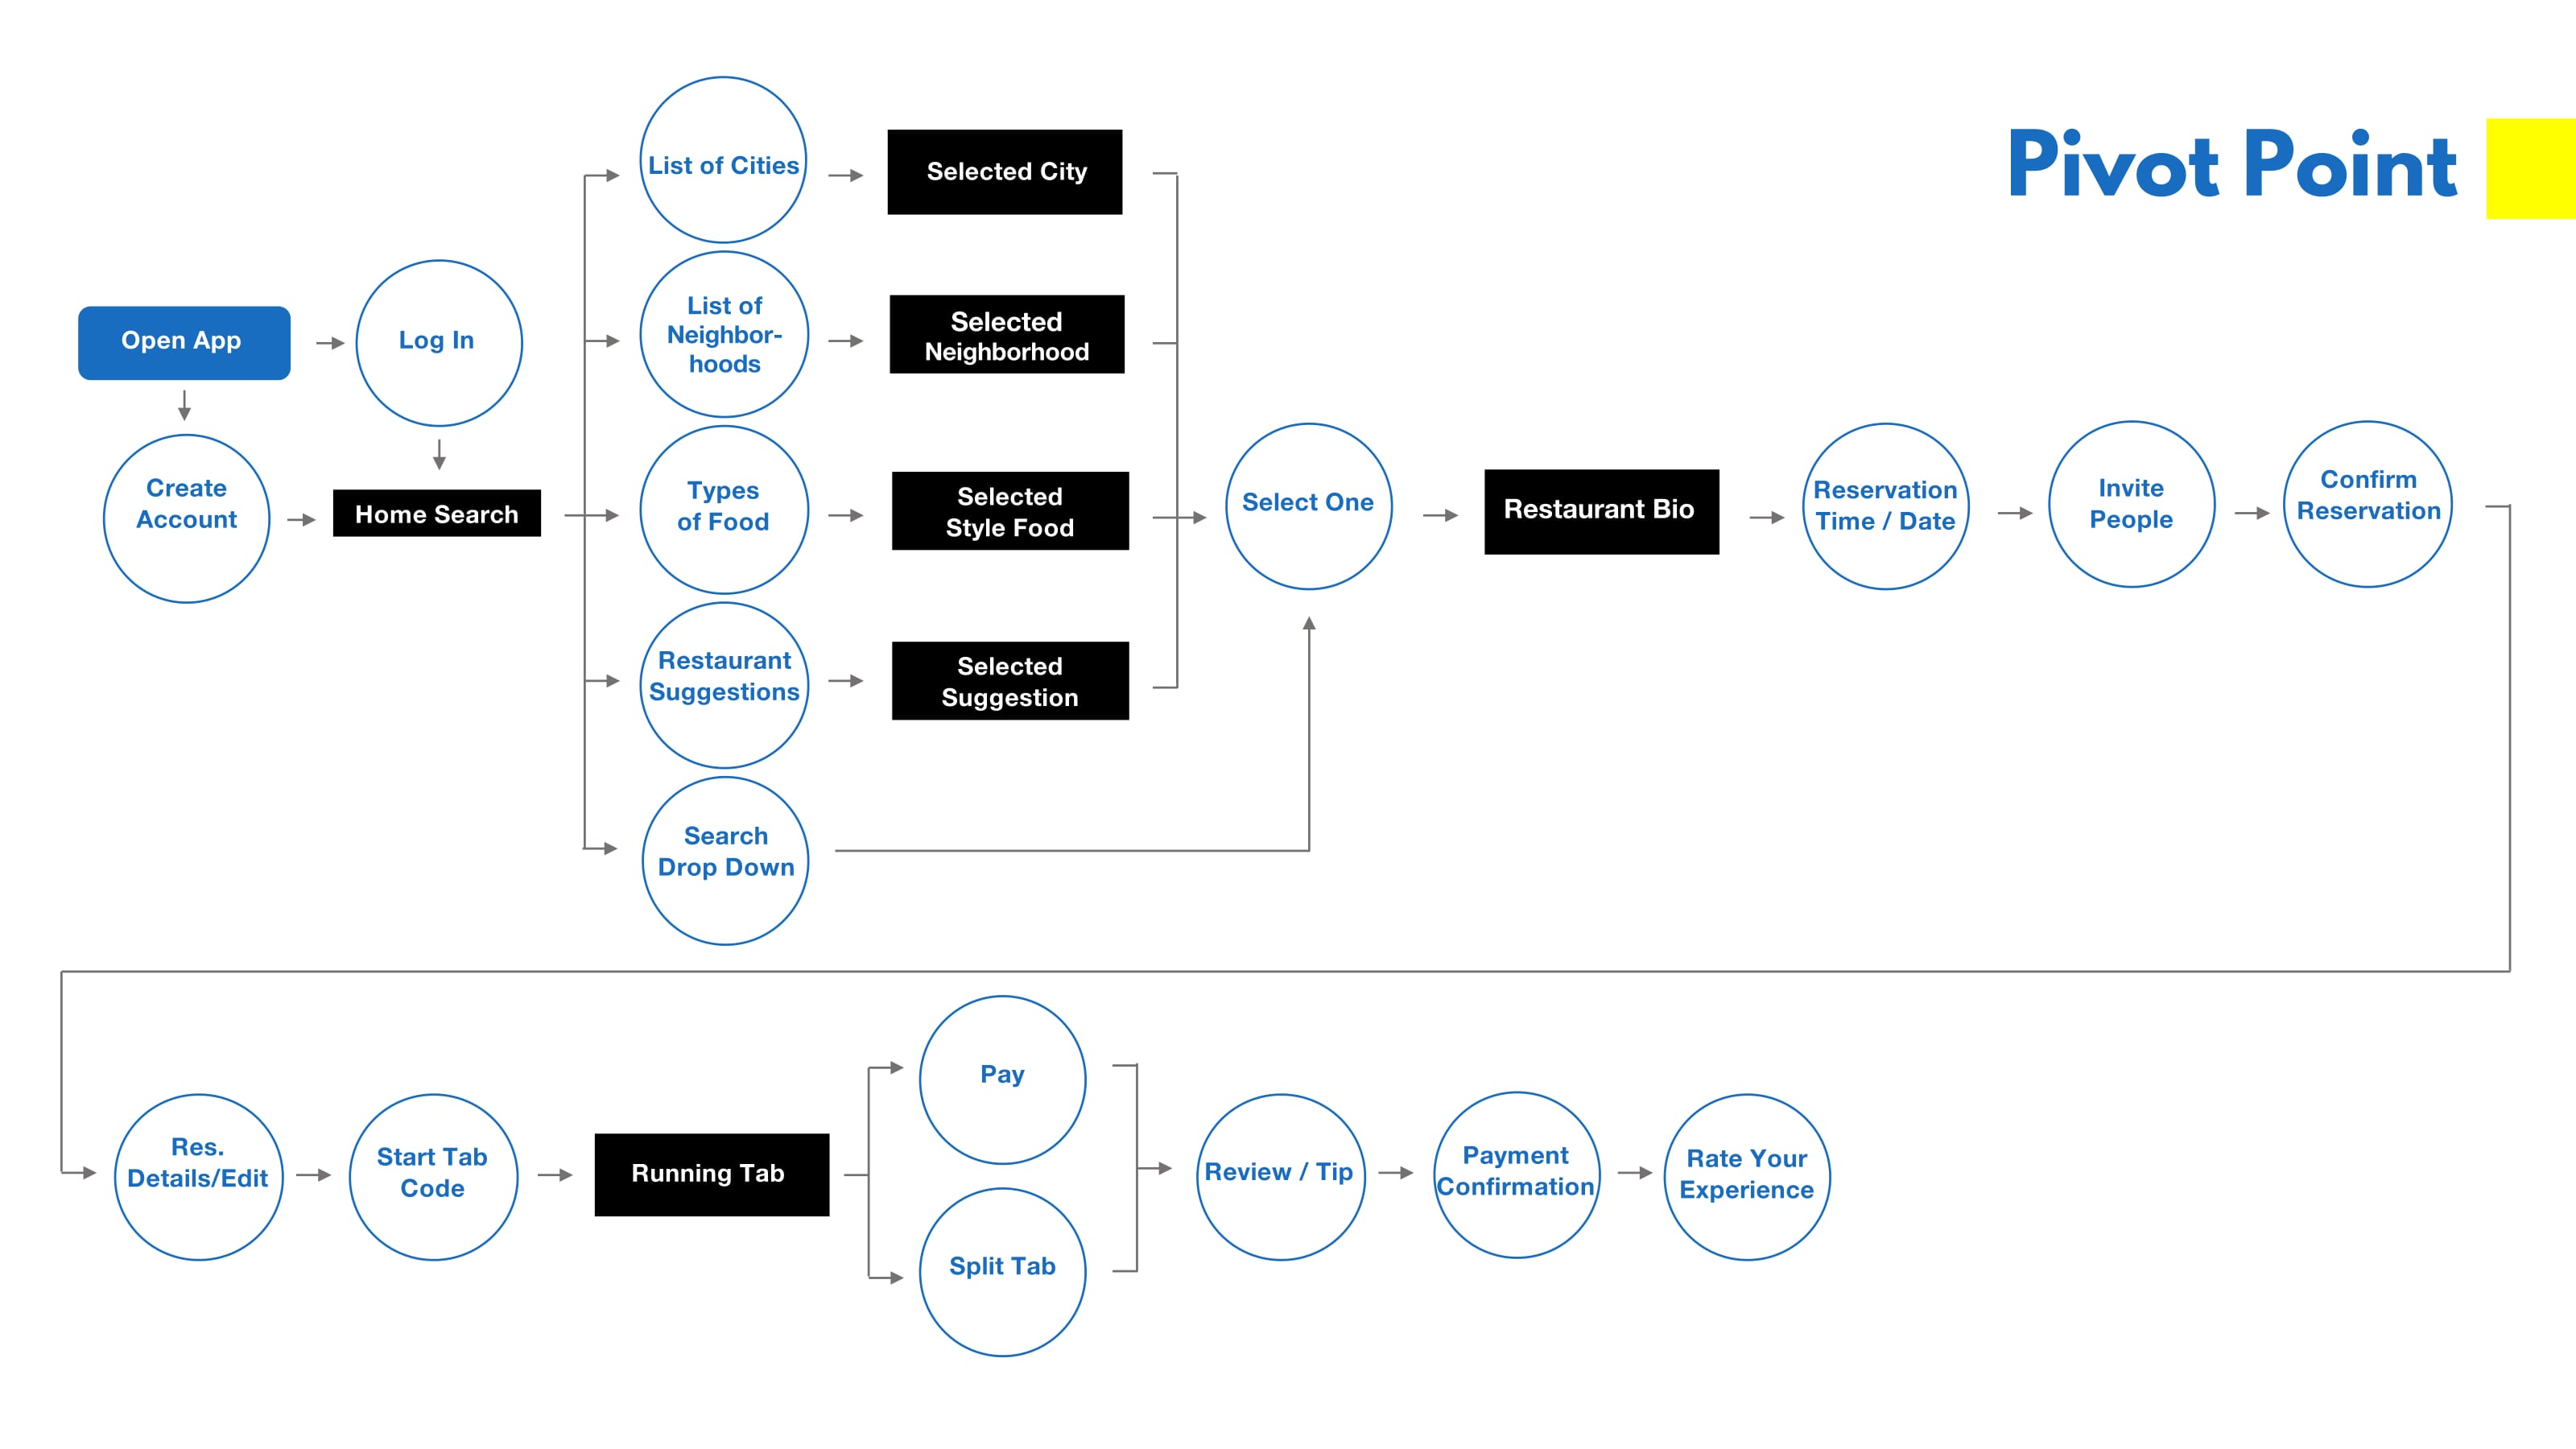 Pivot Point
List of Cities
Selected City
Open App
Log In
List of
Neighbor-
hoods
Selected
Neighborhood
Create
Account
Home Search
Types
of Food
Selected
Style Food
Select One
Restaurant Bio
Reservation
Time / Date
Invite
People
Confirm
Reservation
Restaurant
Suggestions
Selected
Suggestion
Search
Drop Down
Res.
Details/Edit
Start Tab
Code
Running Tab
Pay
Split Tab
Review / Tip
Payment
Confirmation
Rate Your
Experience